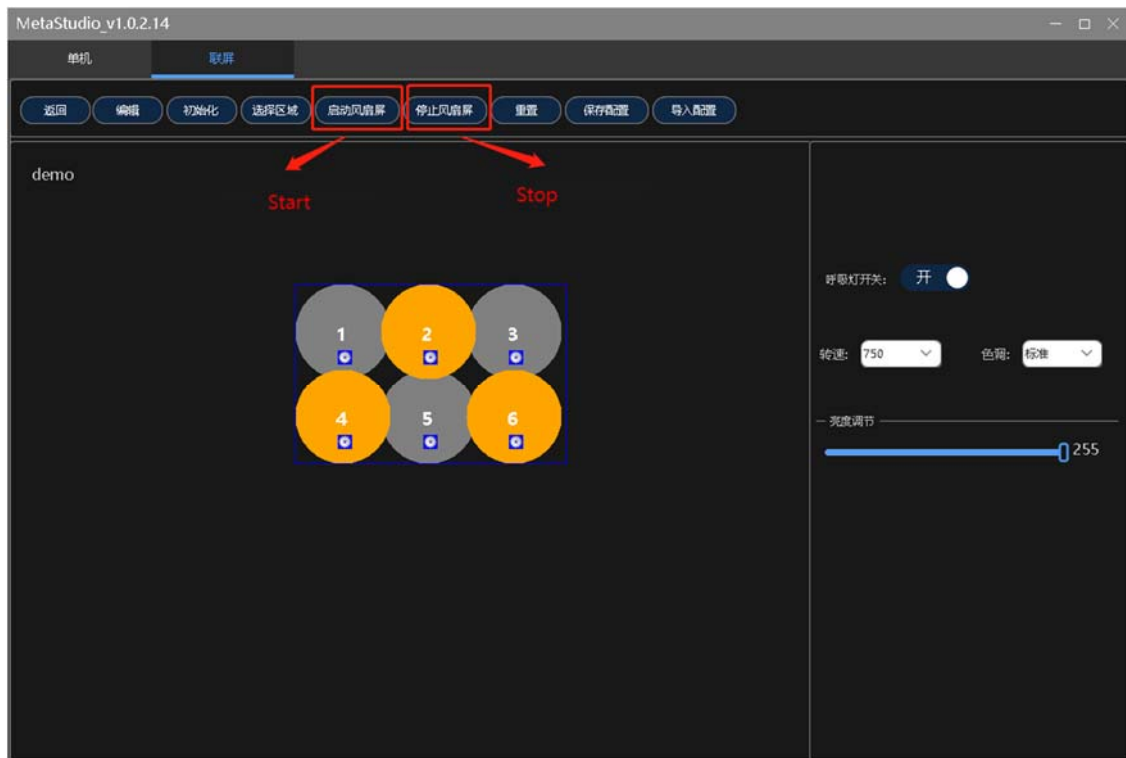 MetaStudio_v1.0.2.14
单机 联屏
返回 编辑 初始化 选择区域 启动风扇屏 停止风扇屏 重置 保存配置 导入配置
demo
Start
Stop
1 2 3
4 5 6
呼吸灯开关: 开
转速: 750 色调: 标准
亮度调节
255